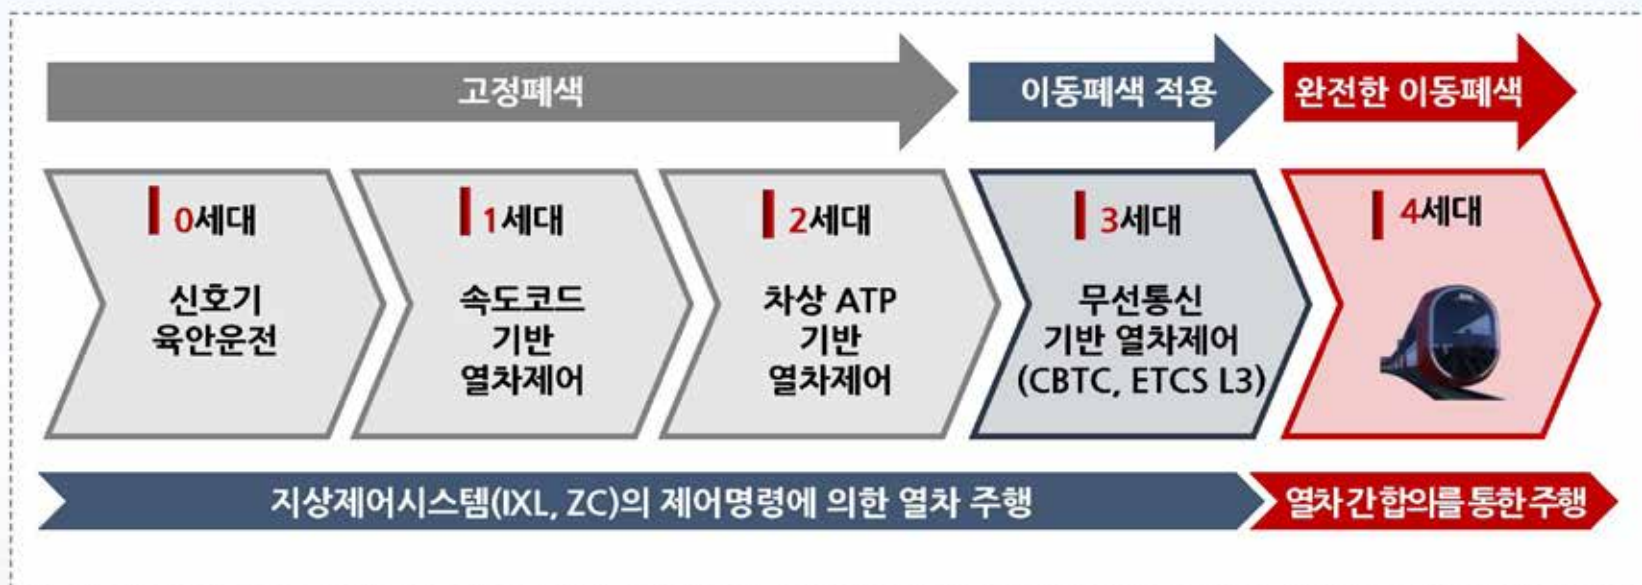 고정폐색
이동폐색 적용
완전한 이동폐색
0세대
신호기
육안운전
1세대
속도코드
기반
열차제어
2세대
차상 ATP
기반
열차제어
3세대
무선통신
기반 열차제어
(CBTC, ETCS L3)
4세대
지상제어시스템(IXL, ZC)의 제어명령에 의한 열차 주행
열차 간 합의를 통한 주행